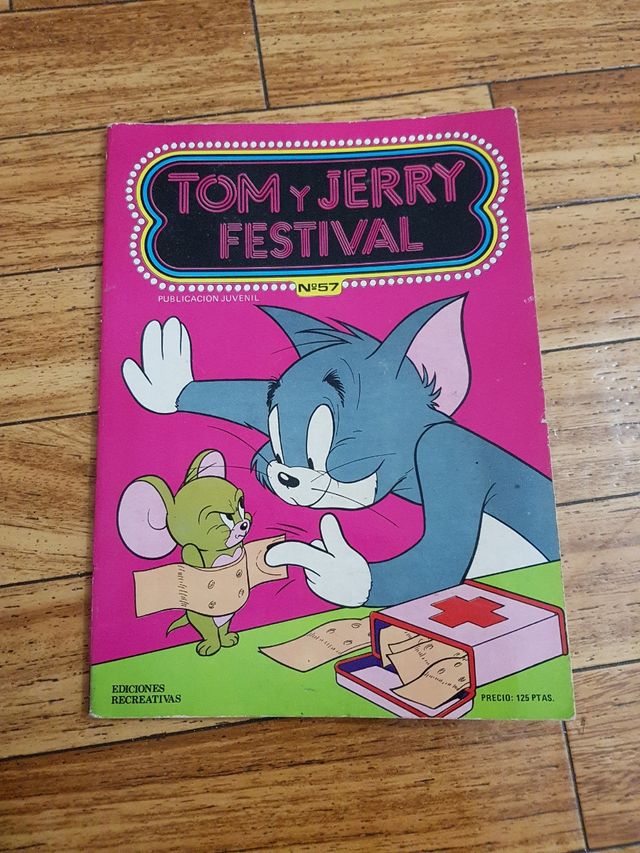 TOM Y JERRY
FESTIVAL
Nº57
PUBLICACION JUVENIL
EDICIONES
RECREATIVAS
PRECIO: 125 PTAS.